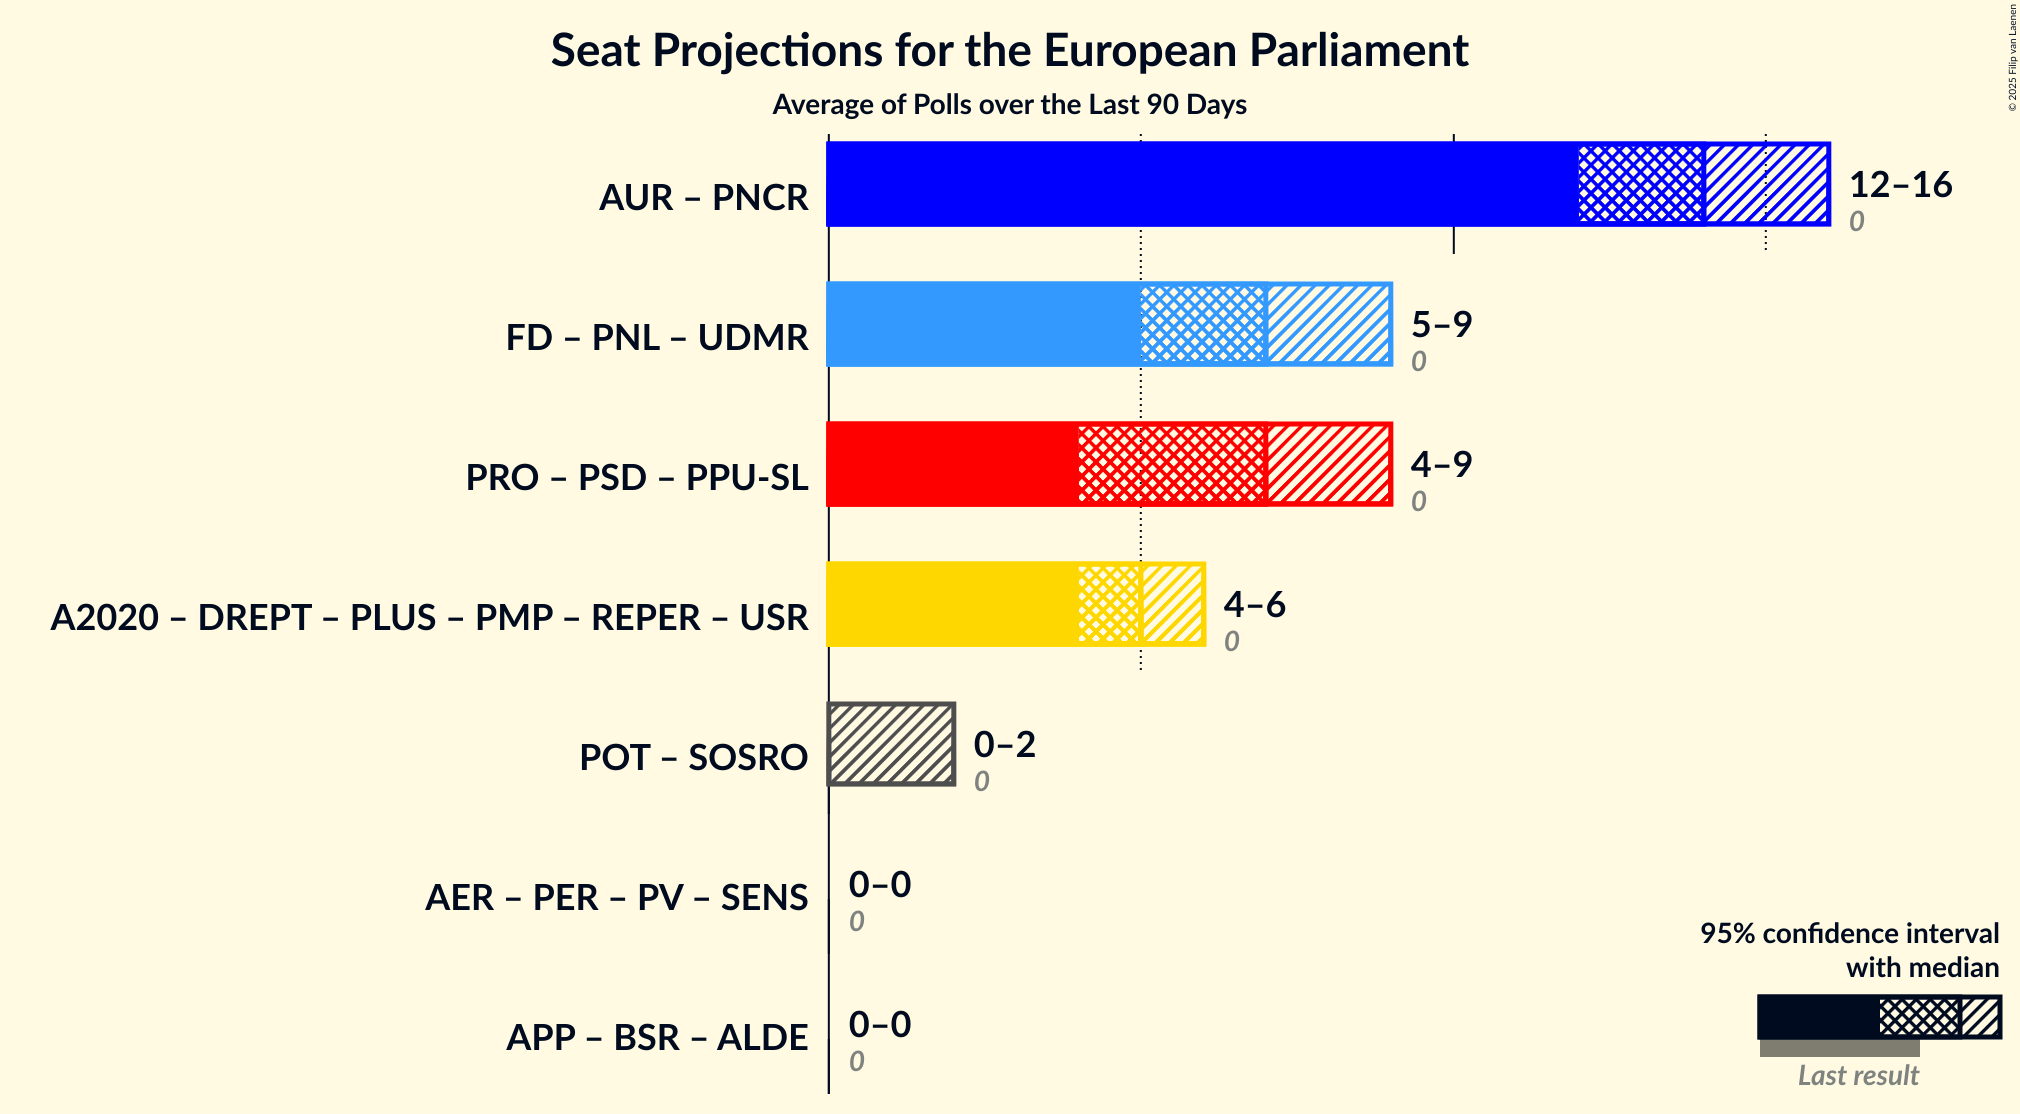 Seat Projections for the European Parliament
Average of Polls over the Last 90 Days
© 2025 Filip van Laenen
AUR – PNCR
12–16
0
FD – PNL – UDMR
5–9
0
PRO – PSD – PPU-SL
4–9
0
A2020 – DREPT – PLUS – PMP – REPER – USR
4–6
0
POT – SOSRO
0–2
0
AER – PER – PV – SENS
0–0
0
APP – BSR – ALDE
0–0
0
95% confidence interval
with median
Last result